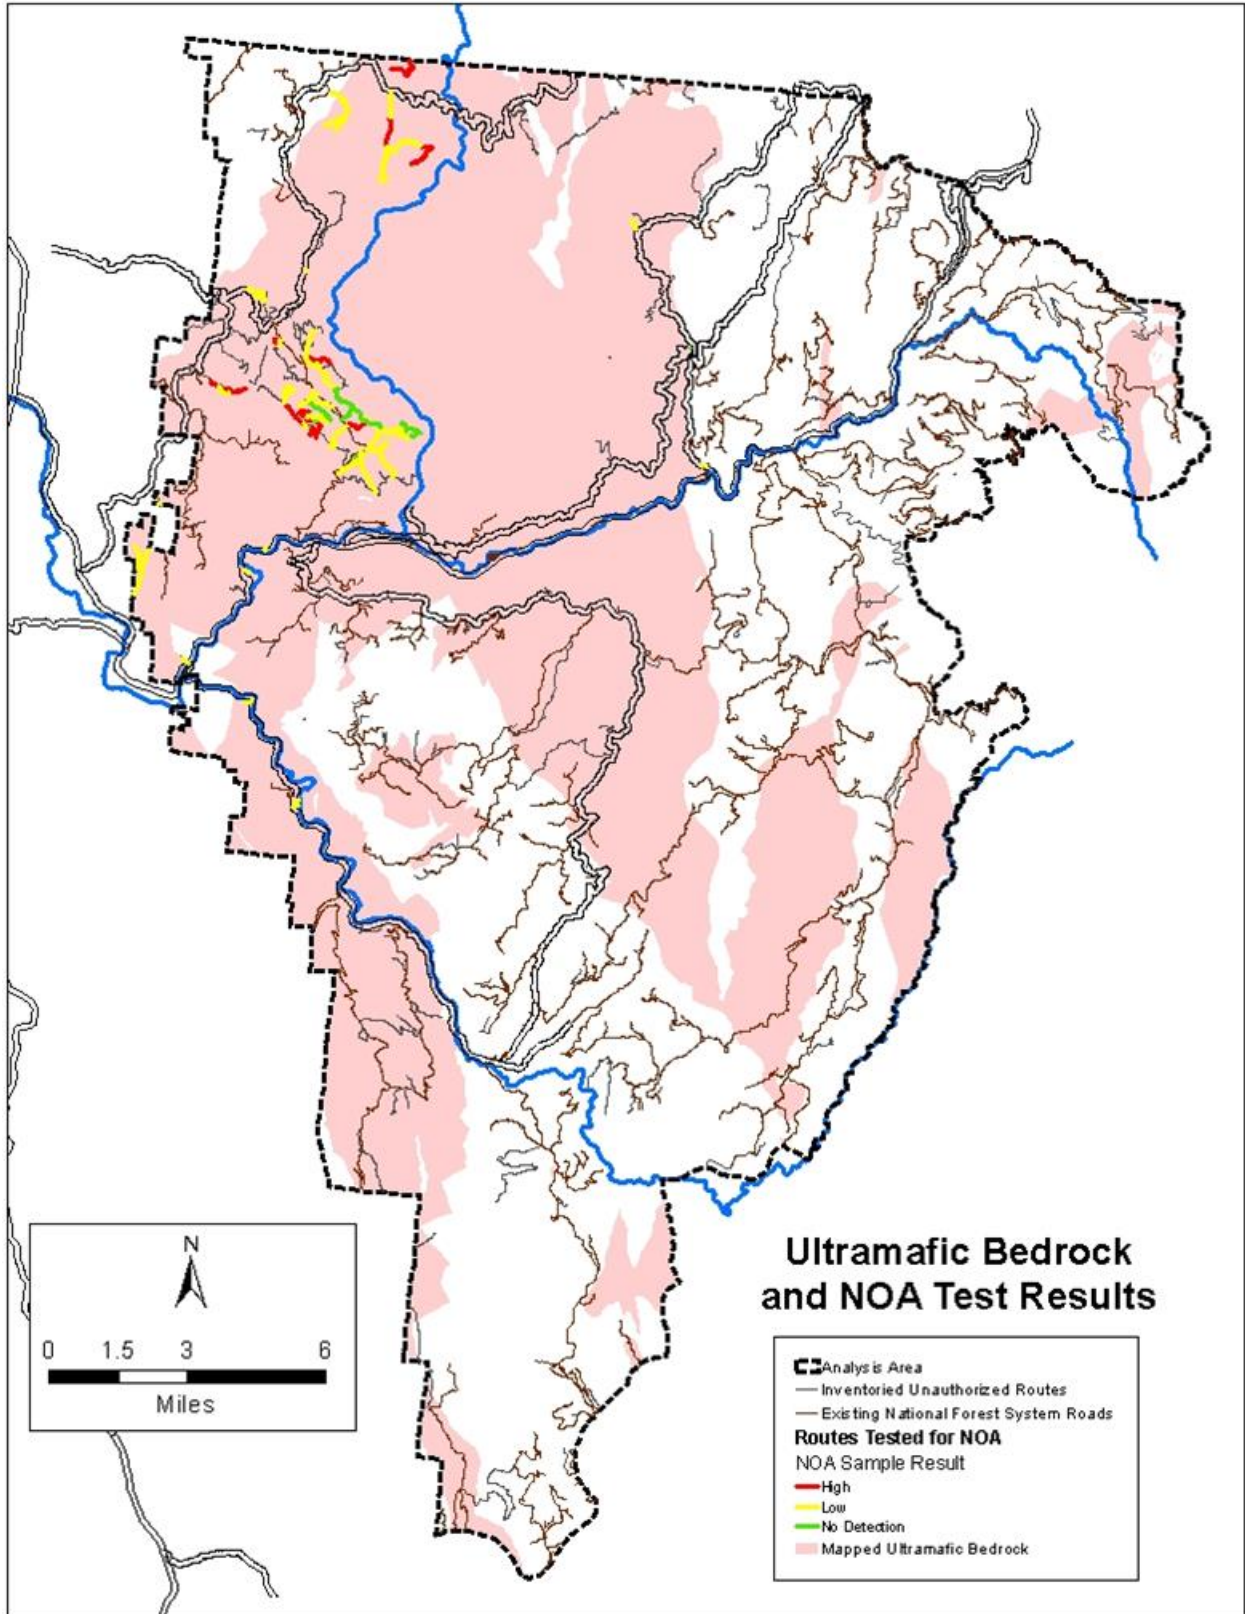 N
0 1.5 3 6
Miles
Ultramafic Bedrock
and NOA Test Results
Analysis Area
Inventoried Unauthorized Routes
Existing National Forest System Roads
Routes Tested for NOA
NOA Sample Result
High
Low
No Detection
Mapped Ultramafic Bedrock